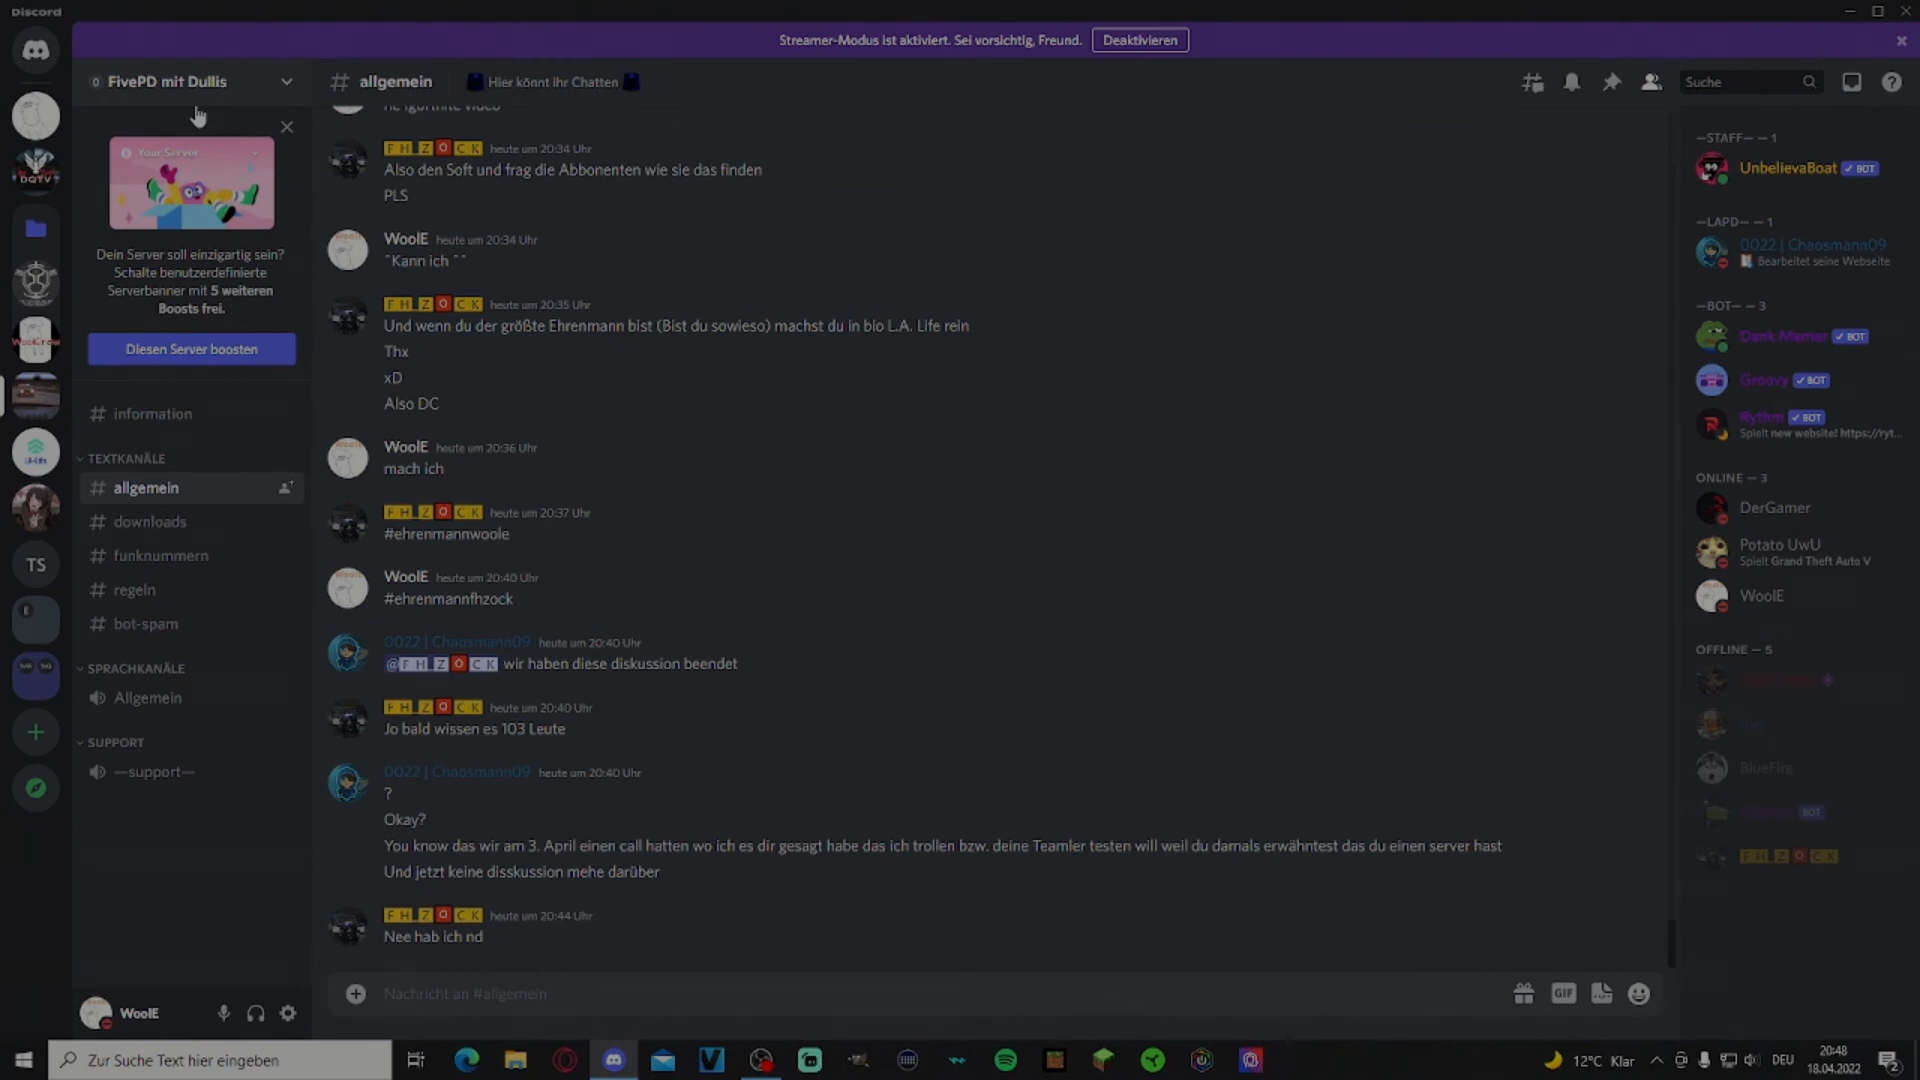 Discord
Streamer-Modus ist aktiviert. Sei vorsichtig, Freund.
Deaktivieren
FivePD mit Dullis
allgemein
Hier könnt ihr Chatten
Suche
Your Server
Dein Server soll einzigartig sein?
Schalte benutzerdefinierte
Serverbanner mit 5 weiteren
Boosts frei.
Diesen Server boosten
# information
TEXTKANÄLE
# allgemein
# downloads
# funknummern
# regeln
# bot-spam
SPRACHKANÄLE
Allgemein
SUPPORT
—support—
DQTV
TS
WoolE
FH_ZOCK heute um 20:34 Uhr
Also den Soft und frag die Abbonenten wie sie das finden
PLS
WoolE heute um 20:34 Uhr
^Kann ich ^^
FH_ZOCK heute um 20:35 Uhr
Und wenn du der größte Ehrenmann bist (Bist du sowieso) machst du in bio L.A. Life rein
Thx
xD
Also DC
WoolE heute um 20:36 Uhr
mach ich
FH_ZOCK heute um 20:37 Uhr
#ehrenmannwoole
WoolE heute um 20:40 Uhr
#ehrenmannfhzock
0022 | Chaosmann09 heute um 20:40 Uhr
@FH_ZOCK wir haben diese diskussion beendet
FH_ZOCK heute um 20:40 Uhr
Jo bald wissen es 103 Leute
0022 | Chaosmann09 heute um 20:40 Uhr
?
Okay?
You know das wir am 3. April einen call hatten wo ich es dir gesagt habe das ich trollen bzw. deine Teamler testen will weil du damals erwähntest das du einen server hast
Und jetzt keine disskussion mehe darüber
FH_ZOCK heute um 20:44 Uhr
Nee hab ich nd
Nachricht an #allgemein
GIF
—STAFF— — 1
UnbelievaBoat BOT
—LAPD— — 1
0022 | Chaosmann09
Bearbeitet seine Webseite
—BOT— — 3
Dank Memer BOT
Groovy BOT
Rythm BOT
Spielt new website! https://ryt...
ONLINE — 3
DerGamer
Potato UwU
Spielt Grand Theft Auto V
WoolE
OFFLINE — 5
BlueFire
BOT
FH_ZOCK
Zur Suche Text hier eingeben
12°C Klar
DEU
20:48
18.04.2022
2